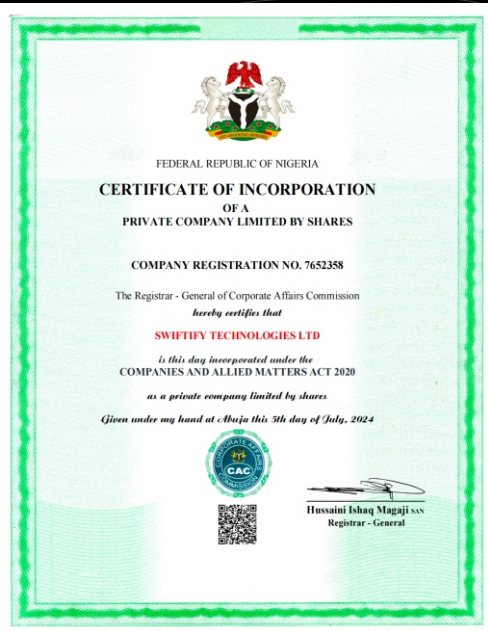 FEDERAL REPUBLIC OF NIGERIA
CERTIFICATE OF INCORPORATION
OF A
PRIVATE COMPANY LIMITED BY SHARES
COMPANY REGISTRATION NO. 7652358
The Registrar - General of Corporate Affairs Commission
hereby certifies that
SWIFTIFY TECHNOLOGIES LTD
is this day incorporated under the
COMPANIES AND ALLIED MATTERS ACT 2020
as a private company limited by shares
Given under my hand at Abuja this 5th day of July, 2024
CORPORATE AFFAIRS
CAC
COMMISSION
Hussaini Ishaq Magaji SAN
Registrar - General